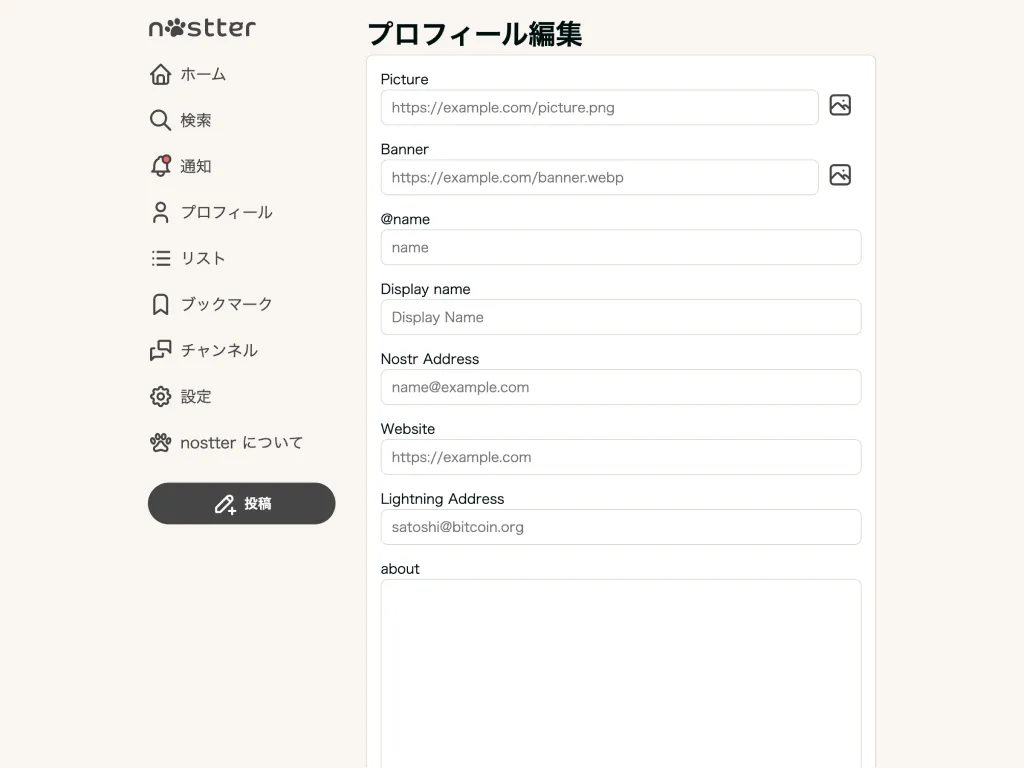 nostter
ホーム
検索
通知
プロフィール
リスト
ブックマーク
チャンネル
設定
nostter について
投稿
プロフィール編集
Picture
https://example.com/picture.png
Banner
https://example.com/banner.webp
@name
name
Display name
Display Name
Nostr Address
name@example.com
Website
https://example.com
Lightning Address
satoshi@bitcoin.org
about